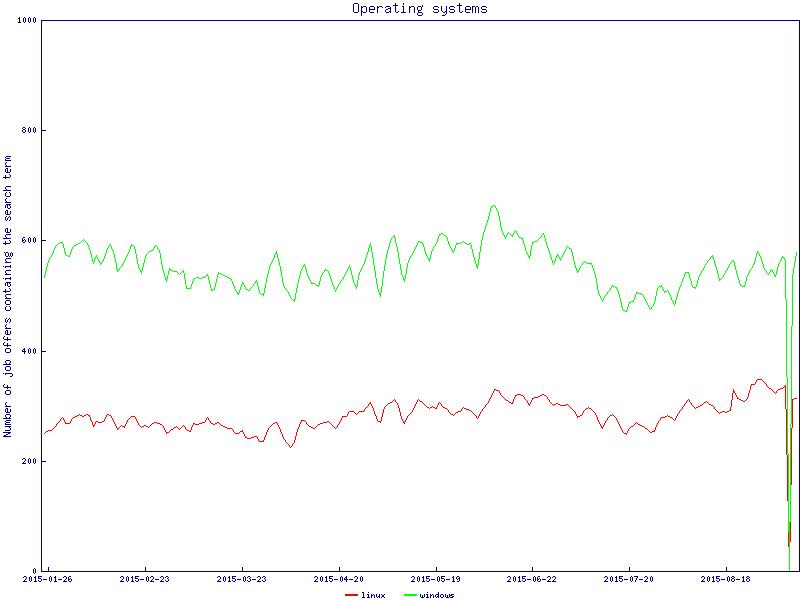 Operating systems
1000
800
600
400
200
0
Number of job offers containing the search term
2015-01-26 2015-02-23 2015-03-23 2015-04-20 2015-05-19 2015-06-22 2015-07-20 2015-08-18
linux windows